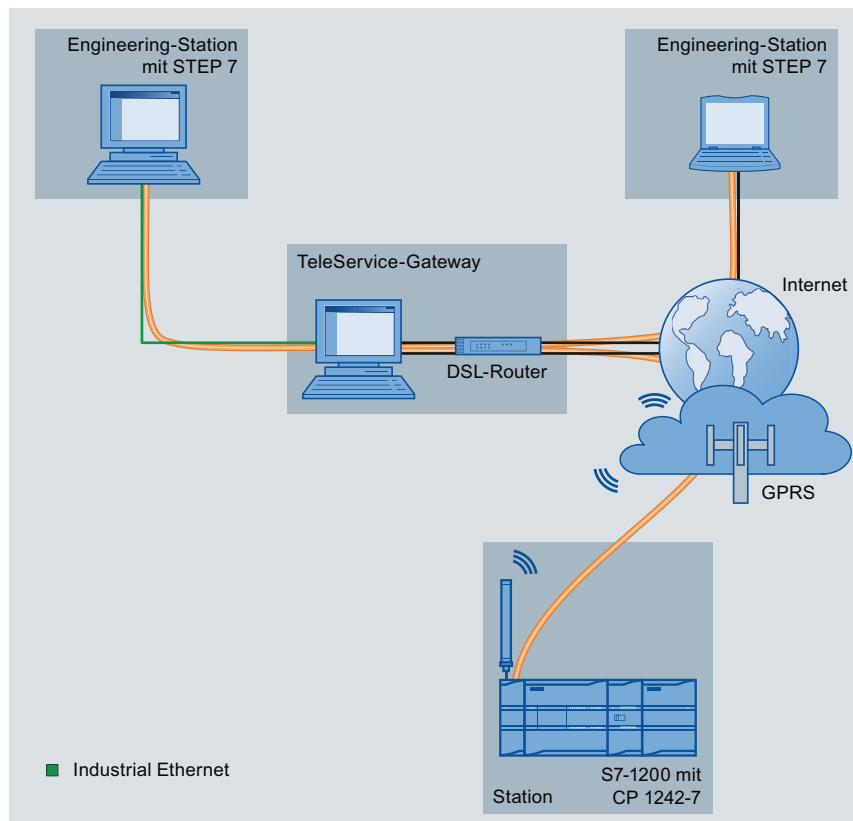 Engineering-Station
mit STEP 7
Engineering-Station
mit STEP 7
TeleService-Gateway
Internet
DSL-Router
GPRS
Industrial Ethernet
S7-1200 mit
CP 1242-7
Station